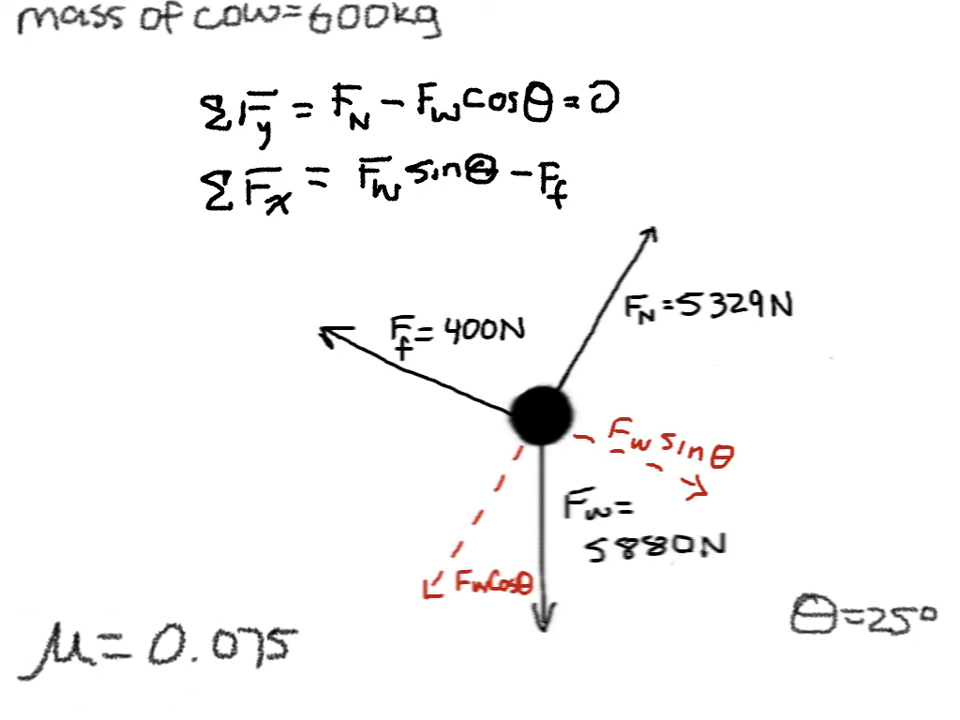 mass of cow=600kg
ΣFy = FN - FW cosθ = 0
ΣFx = FW sinθ - Ff
FN = 5329N
Ff = 400N
FW sinθ
FW =
5880N
FW Cosθ
θ=25°
μ= 0.075